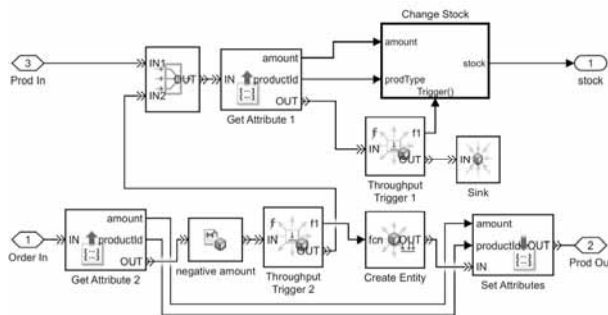 Change Stock
3
Prod In
IN1
IN2
OUT
IN
amount
productId
OUT
Get Attribute 1
amount
prodType
Trigger()
stock
1
stock
f
f1
IN
OUT
Throughput
Trigger 1
IN
Sink
1
Order In
IN
amount
productId
OUT
Get Attribute 2
negative amount
f
f1
IN
OUT
Throughput
Trigger 2
fcn
OUT
Create Entity
amount
productId
OUT
IN
Set Attributes
2
Prod Out